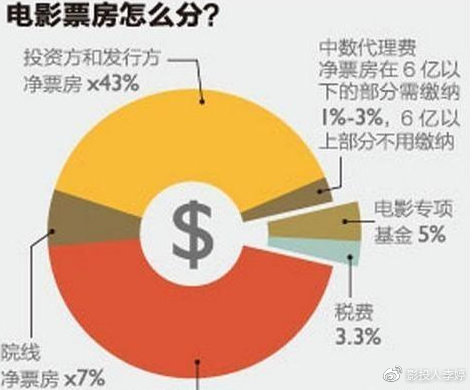 电影票房怎么分?
投资方和发行方
净票房 x43%
中数代理费
净票房在 6 亿以
下的部分需缴纳
1%-3%，6 亿以
上部分不用缴纳
$
电影专项
基金 5%
税费
3.3%
院线
净票房 x7%